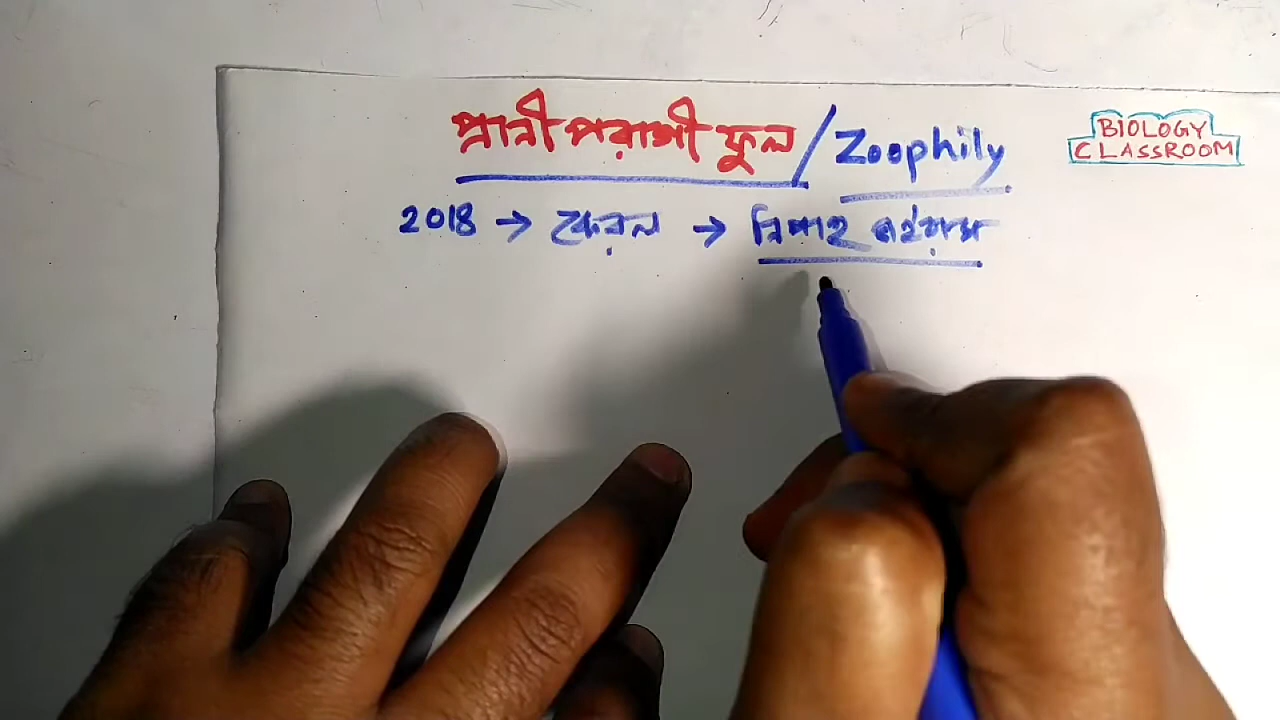 প্রানী পরাগী ফুল / Zoophily
BIOLOGY
CLASSROOM
2018 → কেরল → নিপাহ ভাইরাস